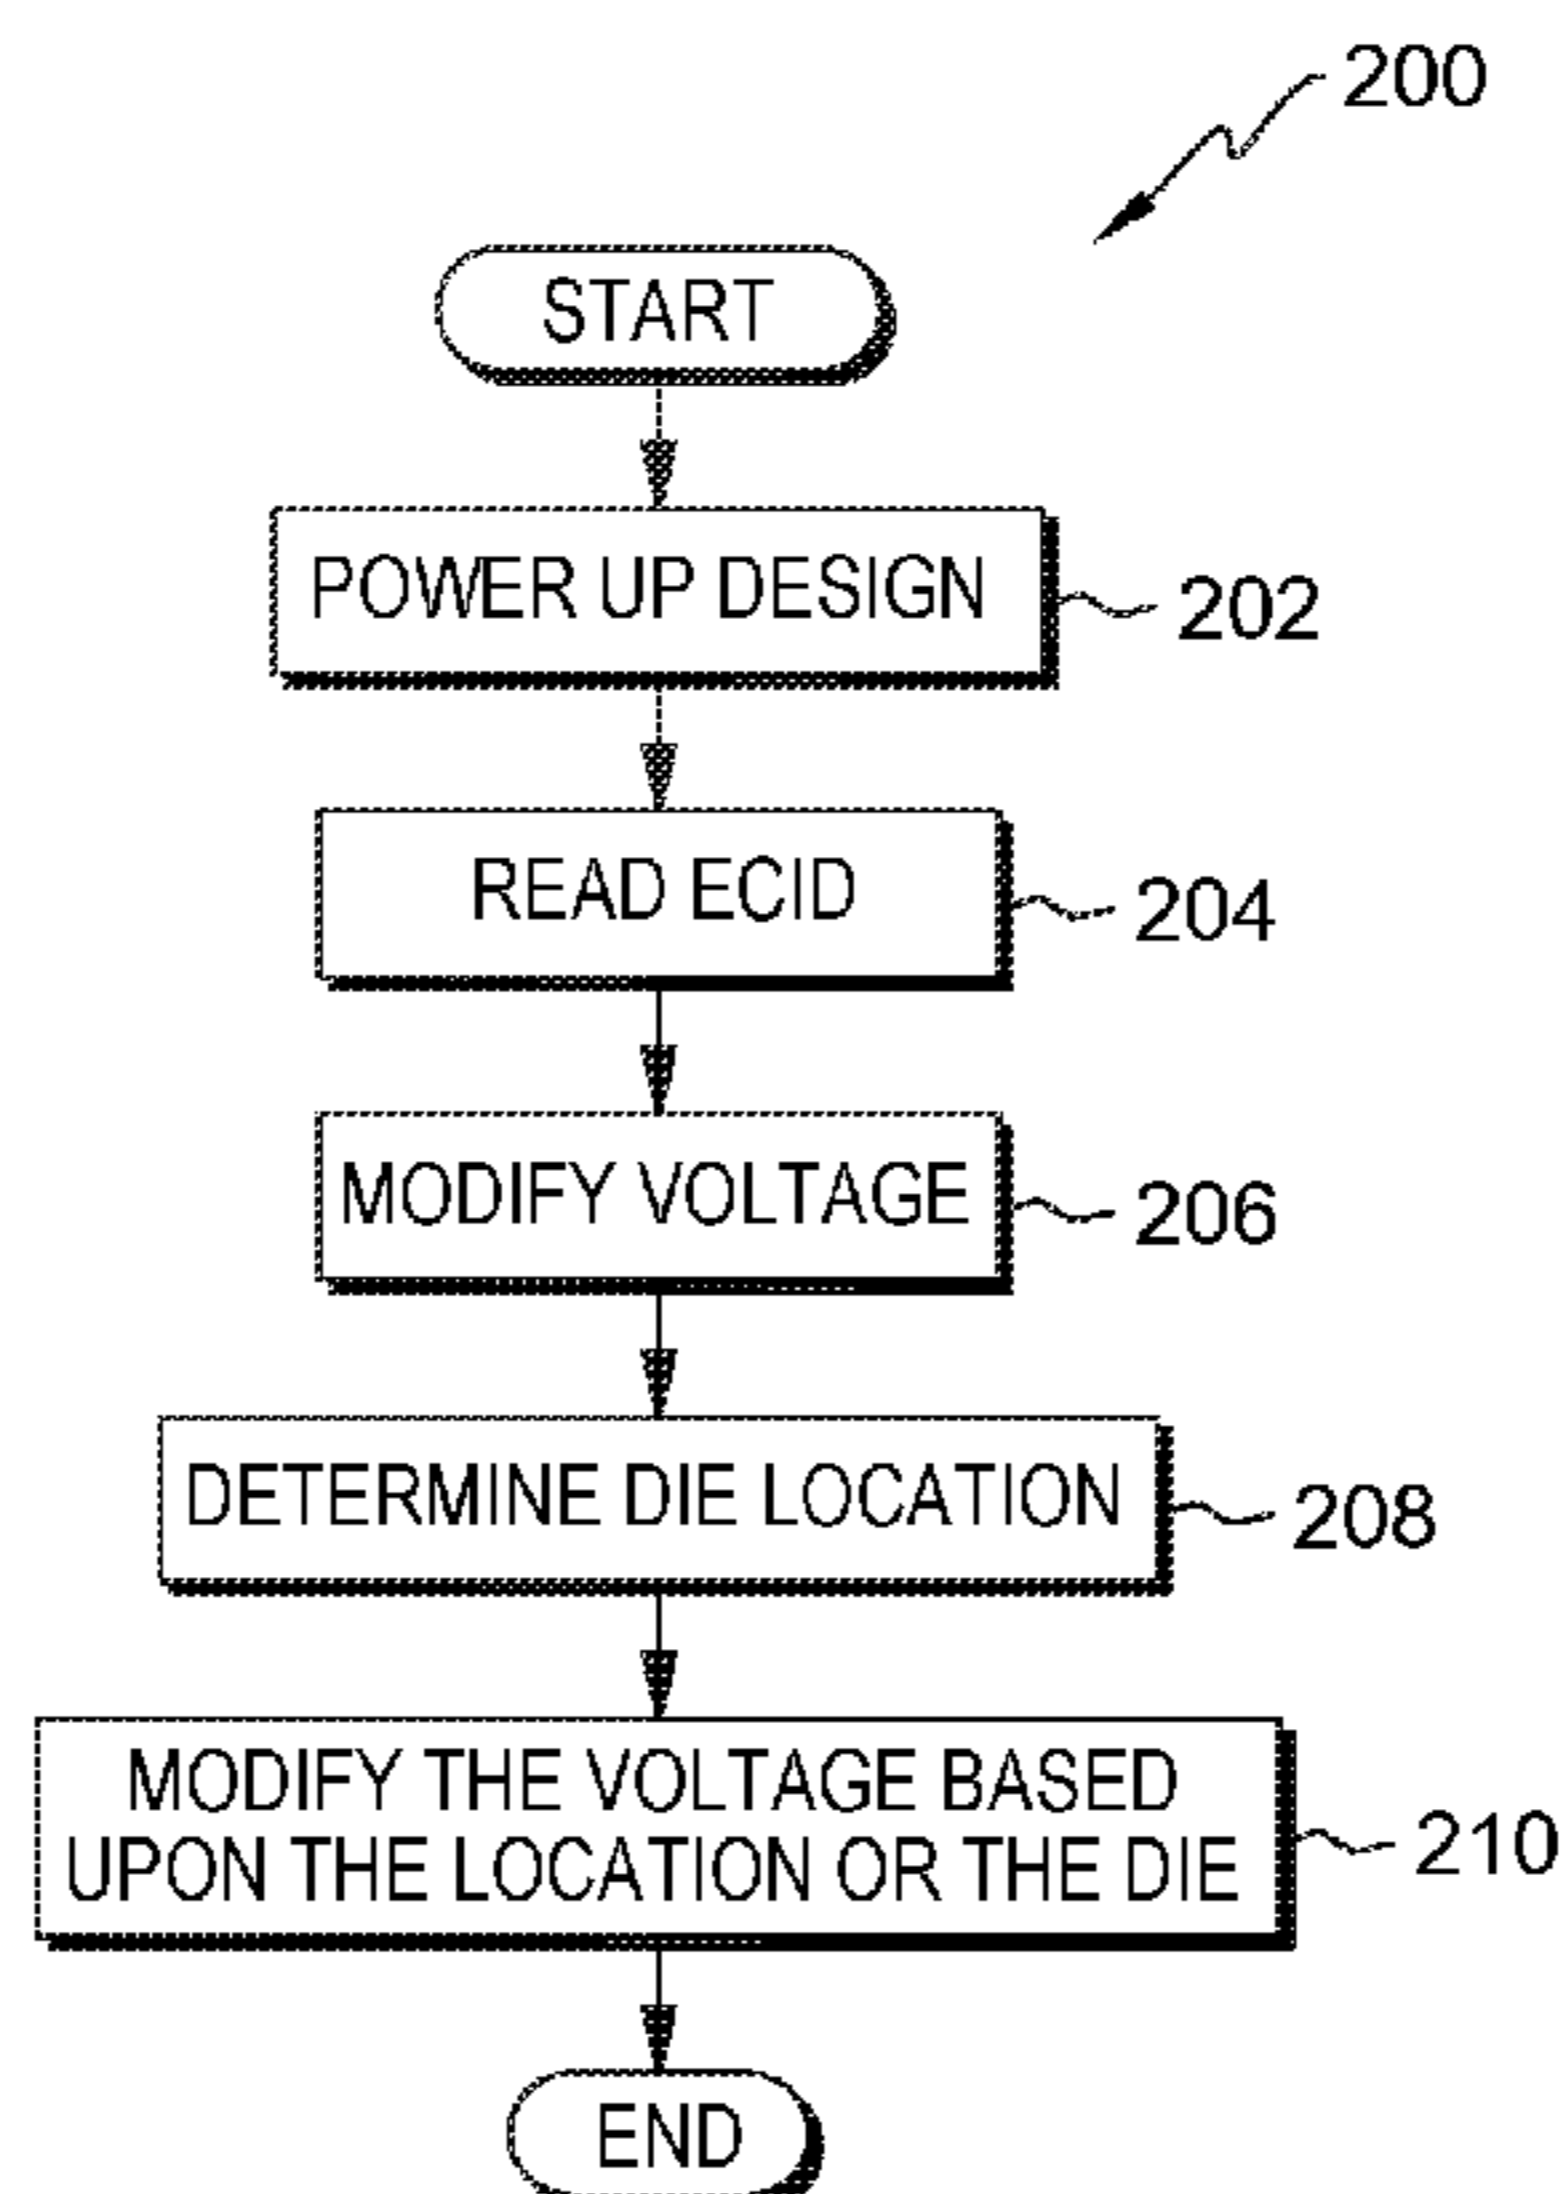 200
START
POWER UP DESIGN
202
READ ECID
204
MODIFY VOLTAGE
206
DETERMINE DIE LOCATION
208
MODIFY THE VOLTAGE BASED
UPON THE LOCATION OR THE DIE
210
END